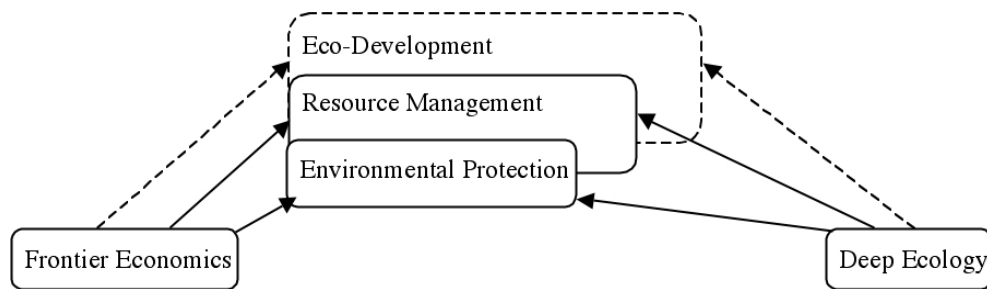 Eco-Development
Resource Management
Environmental Protection
Frontier Economics
Deep Ecology